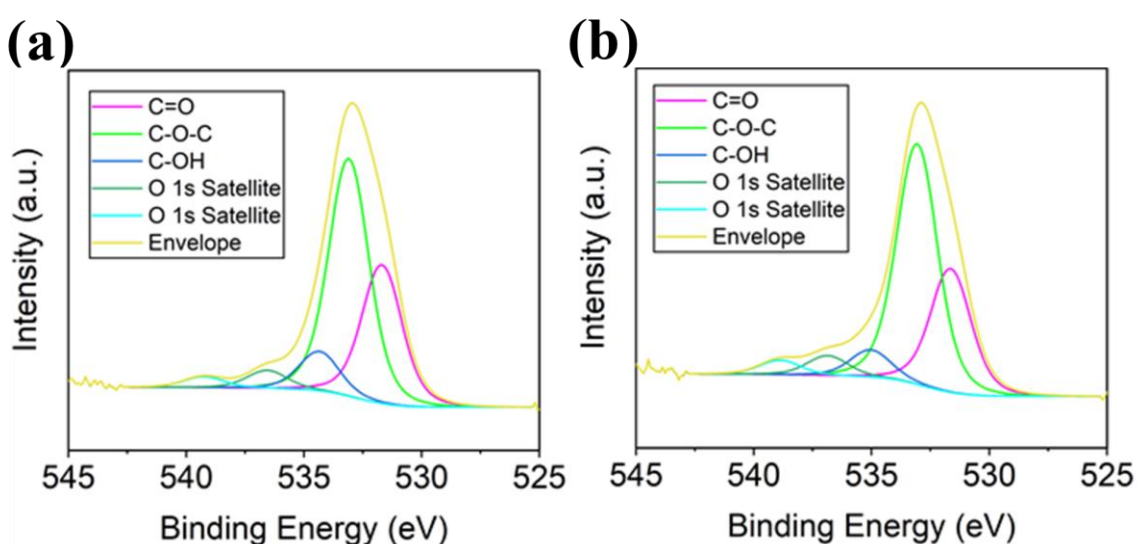 (a)
C=O
C-O-C
C-OH
O 1s Satellite
O 1s Satellite
Envelope
Intensity (a.u.)
545 540 535 530 525
Binding Energy (eV)
(b)
C=O
C-O-C
C-OH
O 1s Satellite
O 1s Satellite
Envelope
Intensity (a.u.)
545 540 535 530 525
Binding Energy (eV)